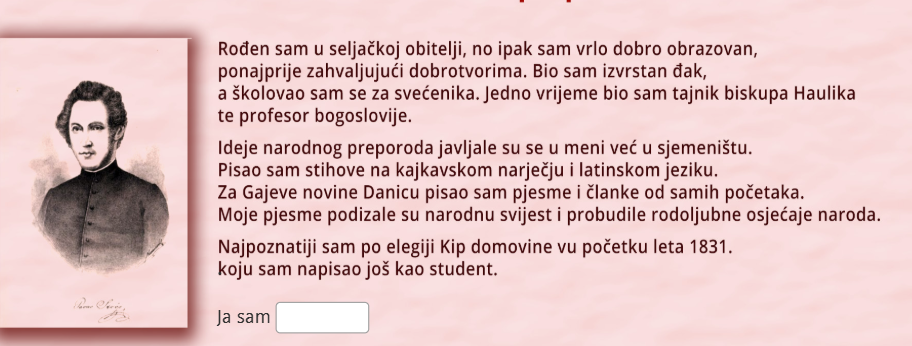 Rođen sam u seljačkoj obitelji, no ipak sam vrlo dobro obrazovan,
ponajprije zahvaljujući dobrotvorima. Bio sam izvrstan đak,
a školovao sam se za svećenika. Jedno vrijeme bio sam tajnik biskupa Haulika
te profesor bogoslovije.
Ideje narodnog preporoda javljale su se u meni već u sjemeništu.
Pisao sam stihove na kajkavskom narječju i latinskom jeziku.
Za Gajeve novine Danicu pisao sam pjesme i članke od samih početaka.
Moje pjesme podizale su narodnu svijest i probudile rodoljubne osjećaje naroda.
Najpoznatiji sam po elegiji Kip domovine vu početku leta 1831.
koju sam napisao još kao student.
Ja sam